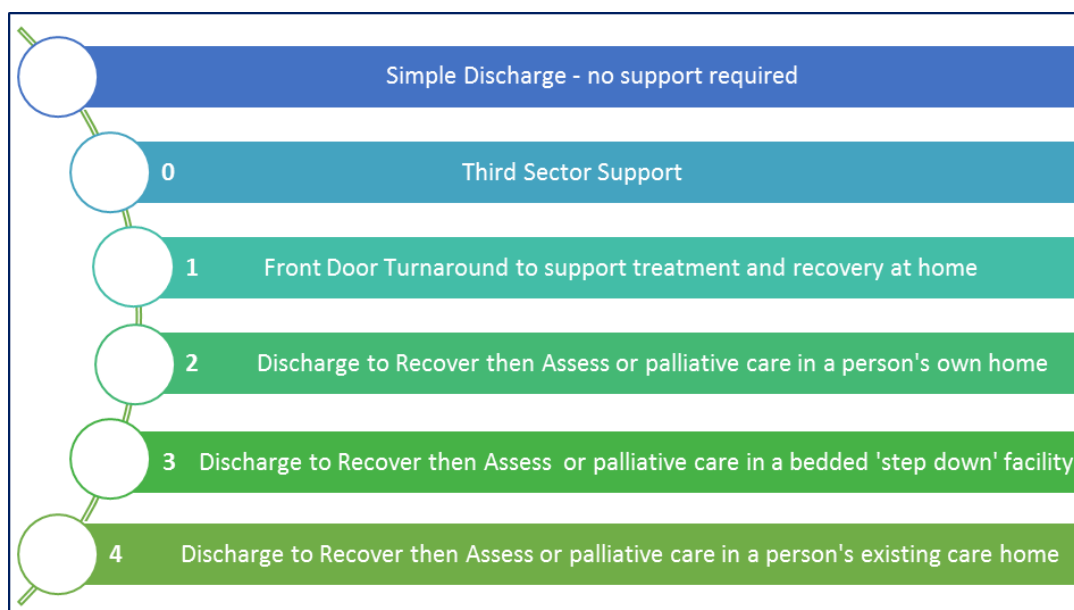 Simple Discharge - no support required
0 Third Sector Support
1 Front Door Turnaround to support treatment and recovery at home
2 Discharge to Recover then Assess or palliative care in a person's own home
3 Discharge to Recover then Assess or palliative care in a bedded 'step down' facility
4 Discharge to Recover then Assess or palliative care in a person's existing care home